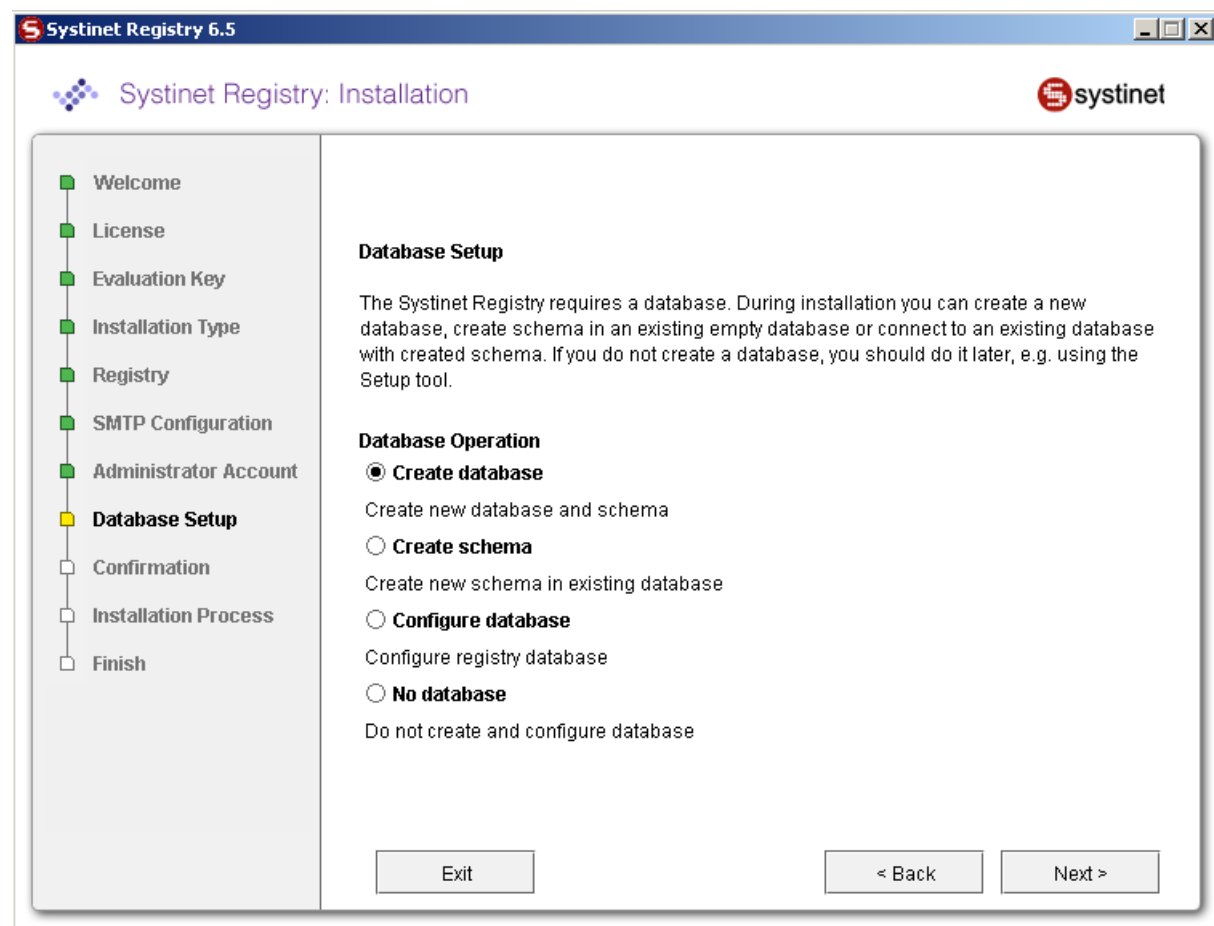 Systinet Registry 6.5
Systinet Registry: Installation
systinet
Welcome
License
Evaluation Key
Installation Type
Registry
SMTP Configuration
Administrator Account
Database Setup
Confirmation
Installation Process
Finish
Database Setup
The Systinet Registry requires a database. During installation you can create a new
database, create schema in an existing empty database or connect to an existing database
with created schema. If you do not create a database, you should do it later, e.g. using the
Setup tool.
Database Operation
Create database
Create new database and schema
Create schema
Create new schema in existing database
Configure database
Configure registry database
No database
Do not create and configure database
Exit
< Back
Next >